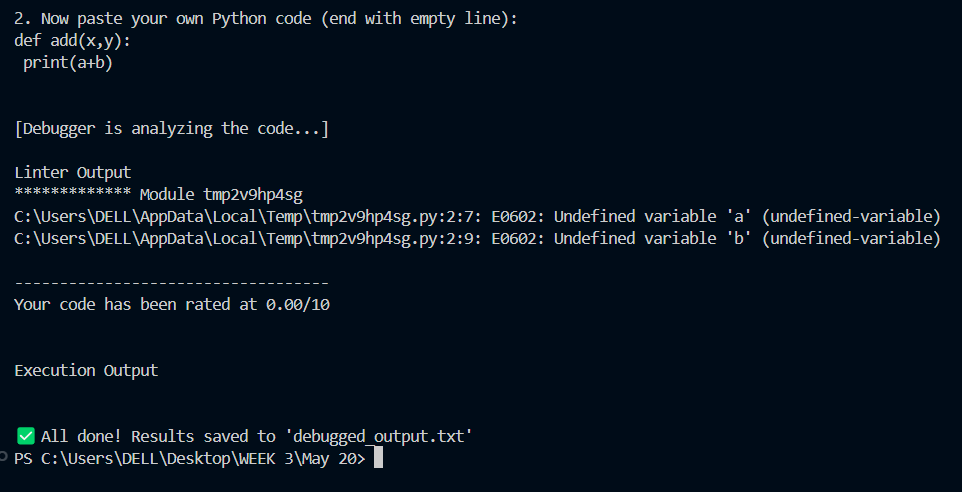 2. Now paste your own Python code (end with empty line):
def add(x,y):
 print(a+b)
[Debugger is analyzing the code...]
Linter Output
************* Module tmp2v9hp4sg
C:\Users\DELL\AppData\Local\Temp\tmp2v9hp4sg.py:2:7: E0602: Undefined variable 'a' (undefined-variable)
C:\Users\DELL\AppData\Local\Temp\tmp2v9hp4sg.py:2:9: E0602: Undefined variable 'b' (undefined-variable)
-----------------------------------
Your code has been rated at 0.00/10
Execution Output
✅ All done! Results saved to 'debugged_output.txt'
PS C:\Users\DELL\Desktop\WEEK 3\May 20>